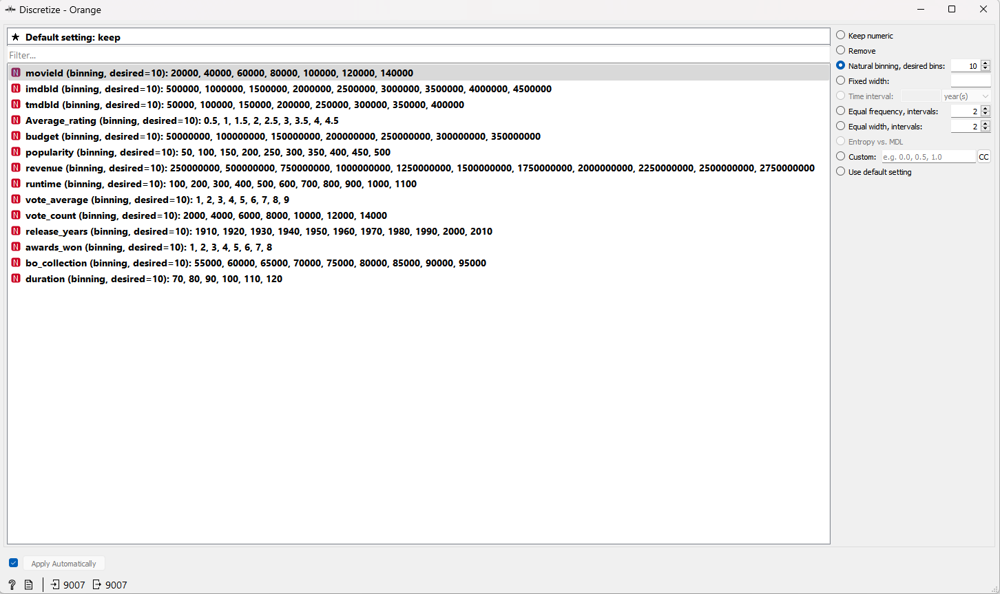 Discretize - Orange
★ Default setting: keep
Filter...
N movieId (binning, desired=10): 20000, 40000, 60000, 80000, 100000, 120000, 140000
N imdbId (binning, desired=10): 500000, 1000000, 1500000, 2000000, 2500000, 3000000, 3500000, 4000000, 4500000
N tmdbId (binning, desired=10): 50000, 100000, 150000, 200000, 250000, 300000, 350000, 400000
N Average_rating (binning, desired=10): 0.5, 1, 1.5, 2, 2.5, 3, 3.5, 4, 4.5
N budget (binning, desired=10): 50000000, 100000000, 150000000, 200000000, 250000000, 300000000, 350000000
N popularity (binning, desired=10): 50, 100, 150, 200, 250, 300, 350, 400, 450, 500
N revenue (binning, desired=10): 250000000, 500000000, 750000000, 1000000000, 1250000000, 1500000000, 1750000000, 2000000000, 2250000000, 2500000000, 2750000000
N runtime (binning, desired=10): 100, 200, 300, 400, 500, 600, 700, 800, 900, 1000, 1100
N vote_average (binning, desired=10): 1, 2, 3, 4, 5, 6, 7, 8, 9
N vote_count (binning, desired=10): 2000, 4000, 6000, 8000, 10000, 12000, 14000
N release_years (binning, desired=10): 1910, 1920, 1930, 1940, 1950, 1960, 1970, 1980, 1990, 2000, 2010
N awards_won (binning, desired=10): 1, 2, 3, 4, 5, 6, 7, 8
N bo_collection (binning, desired=10): 55000, 60000, 65000, 70000, 75000, 80000, 85000, 90000, 95000
N duration (binning, desired=10): 70, 80, 90, 100, 110, 120
Keep numeric
Remove
Natural binning, desired bins: 10
Fixed width:
Time interval: year(s)
Equal frequency, intervals: 2
Equal width, intervals: 2
Entropy vs. MDL
Custom: e.g. 0.0, 0.5, 1.0 CC
Use default setting
Apply Automatically
? 9007 9007